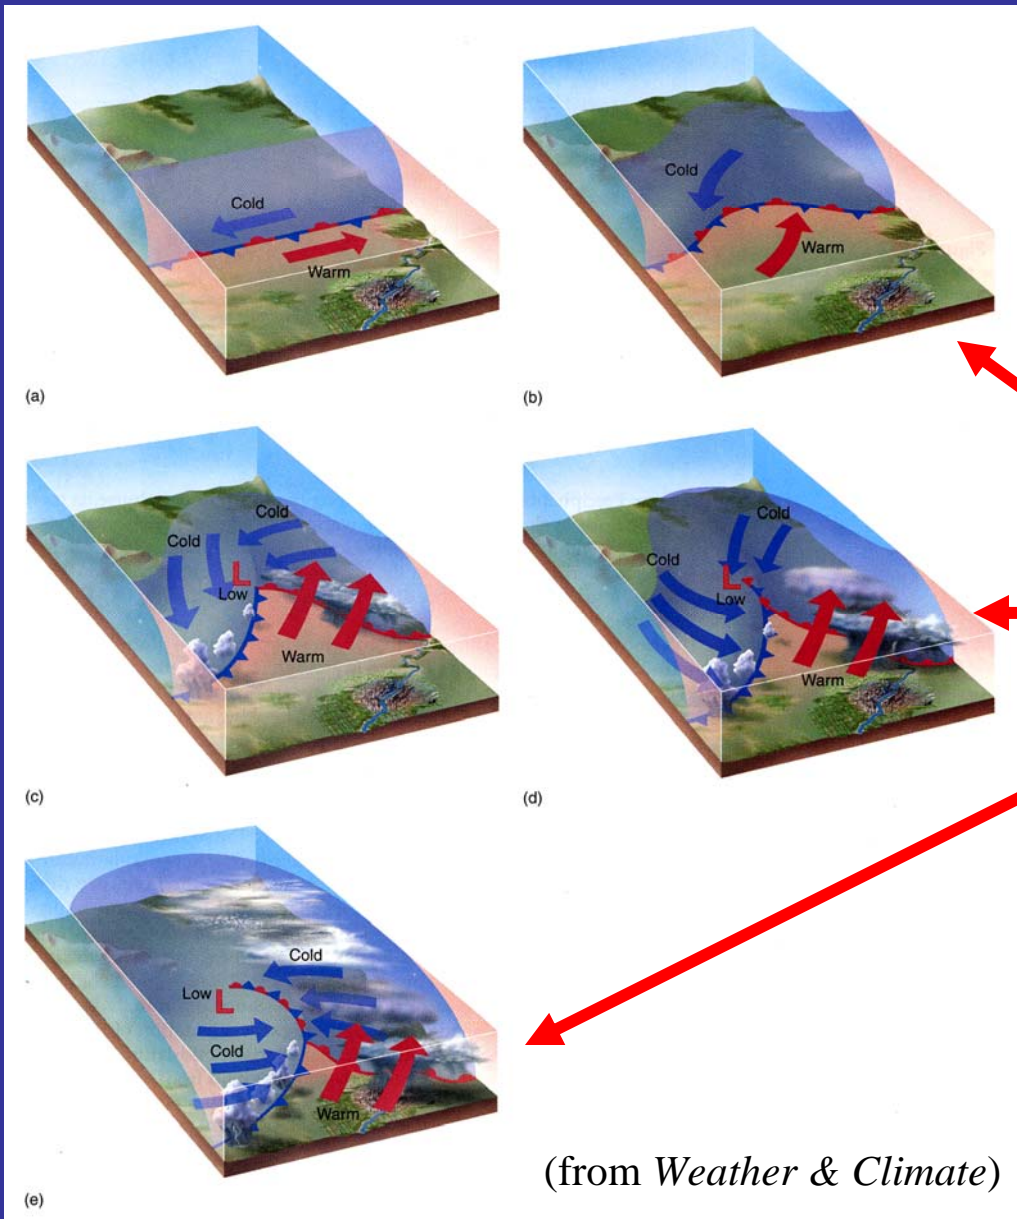 Cold
Warm
(a)
Cold
Warm
(b)
Cold
Cold
L
Low
Warm
(c)
Cold
Cold
L
Low
Warm
(d)
Cold
Low L
Cold
Warm
(e)
(from Weather & Climate)